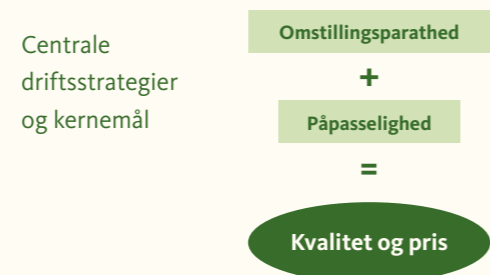 Centrale
driftsstrategier
og kernemål
Omstillingsparathed
+
Påpasselighed
=
Kvalitet og pris